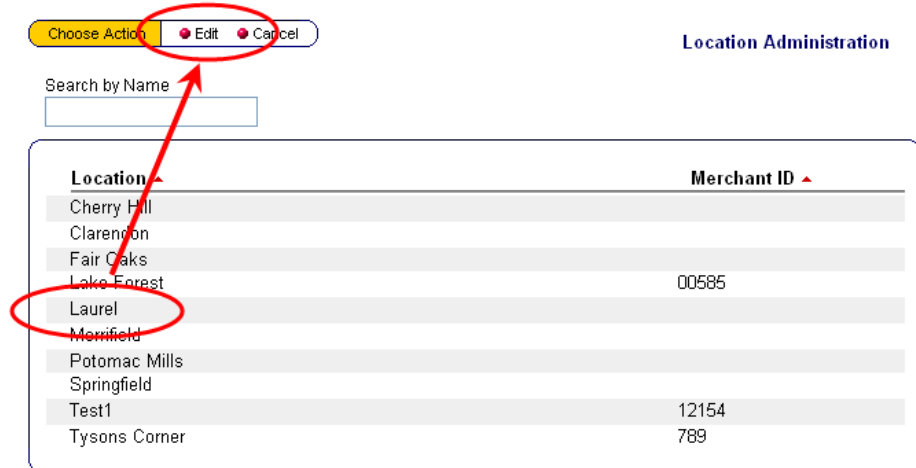 Choose Action Edit Cancel
Location Administration
Search by Name
Location Merchant ID
Cherry Hill
Clarendon
Fair Oaks
Lake Forest 00585
Laurel
Merrifield
Potomac Mills
Springfield
Test1 12154
Tysons Corner 789